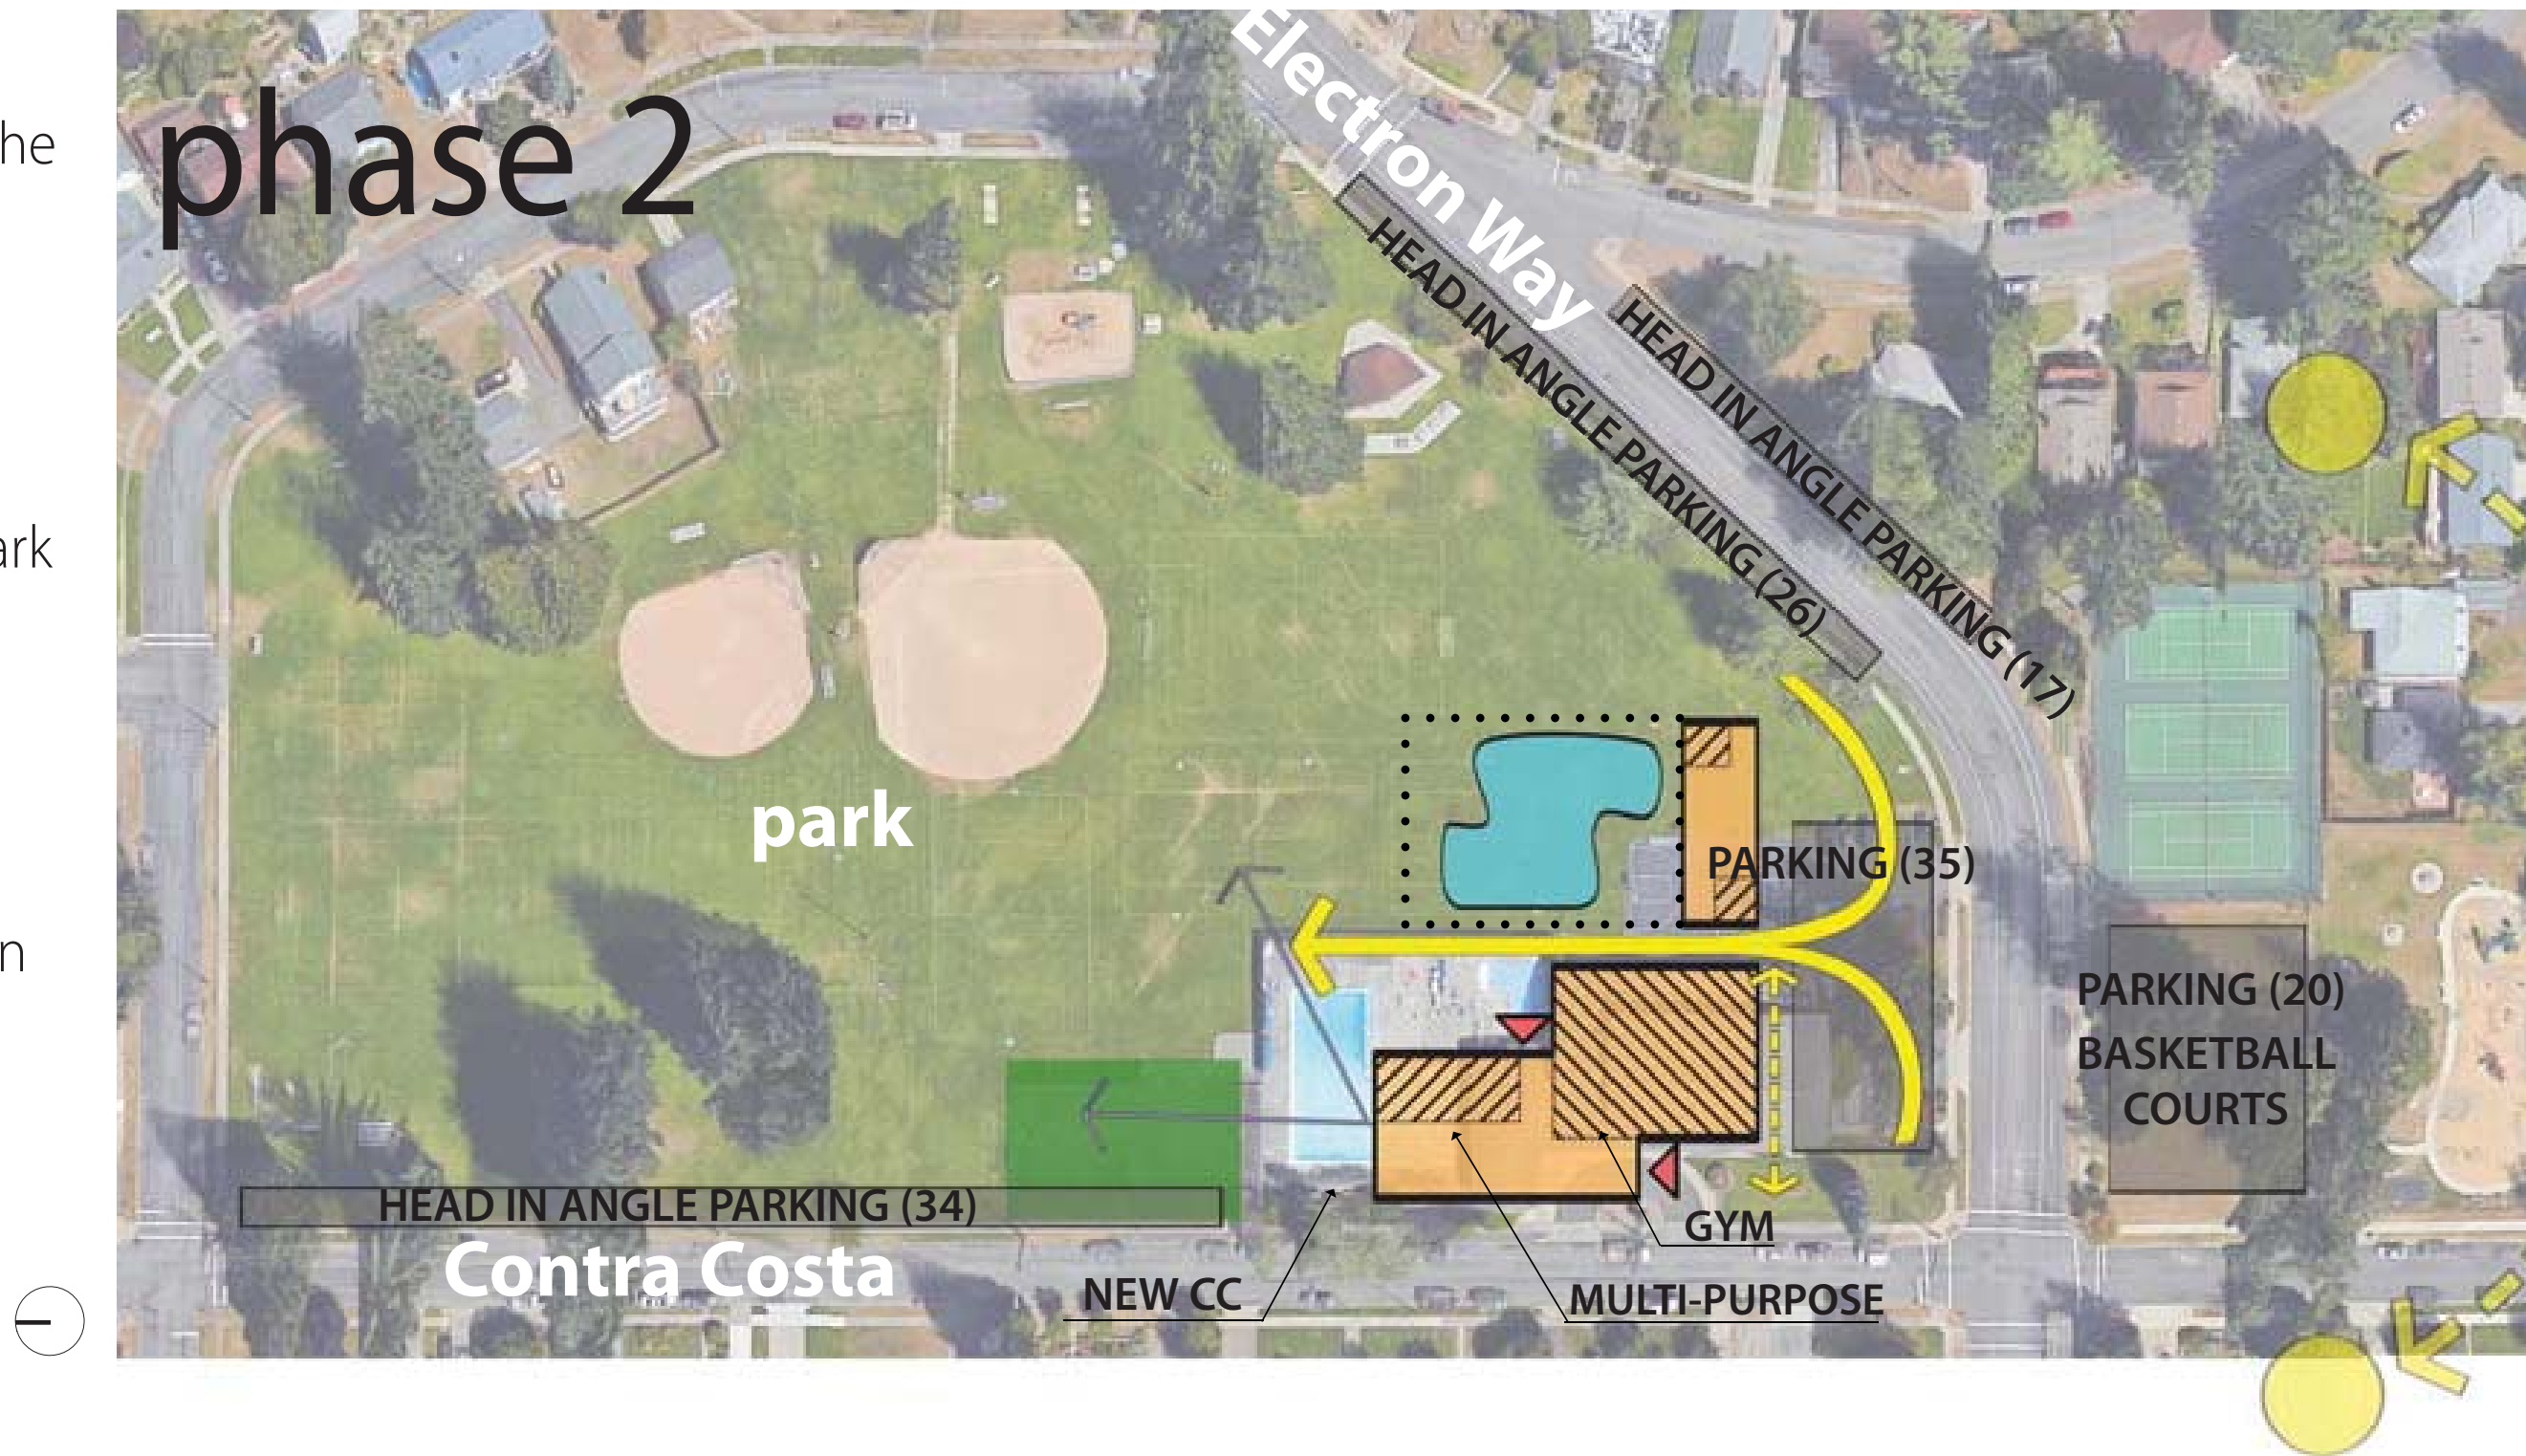 he
ark
n
phase 2
Electron Way
HEAD IN ANGLE PARKING (26)
HEAD IN ANGLE PARKING (17)
park
PARKING (35)
PARKING (20)
BASKETBALL
COURTS
HEAD IN ANGLE PARKING (34)
Contra Costa
GYM
NEW CC
MULTI-PURPOSE